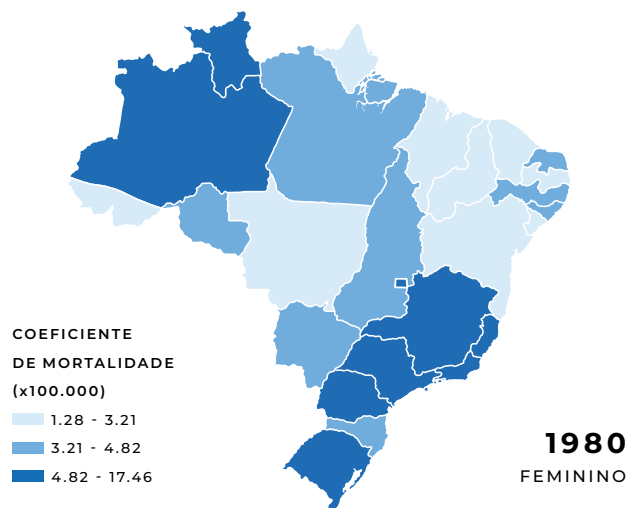 COEFICIENTE
DE MORTALIDADE
(x100.000)
1.28 - 3.21
3.21 - 4.82
4.82 - 17.46
1980
FEMININO